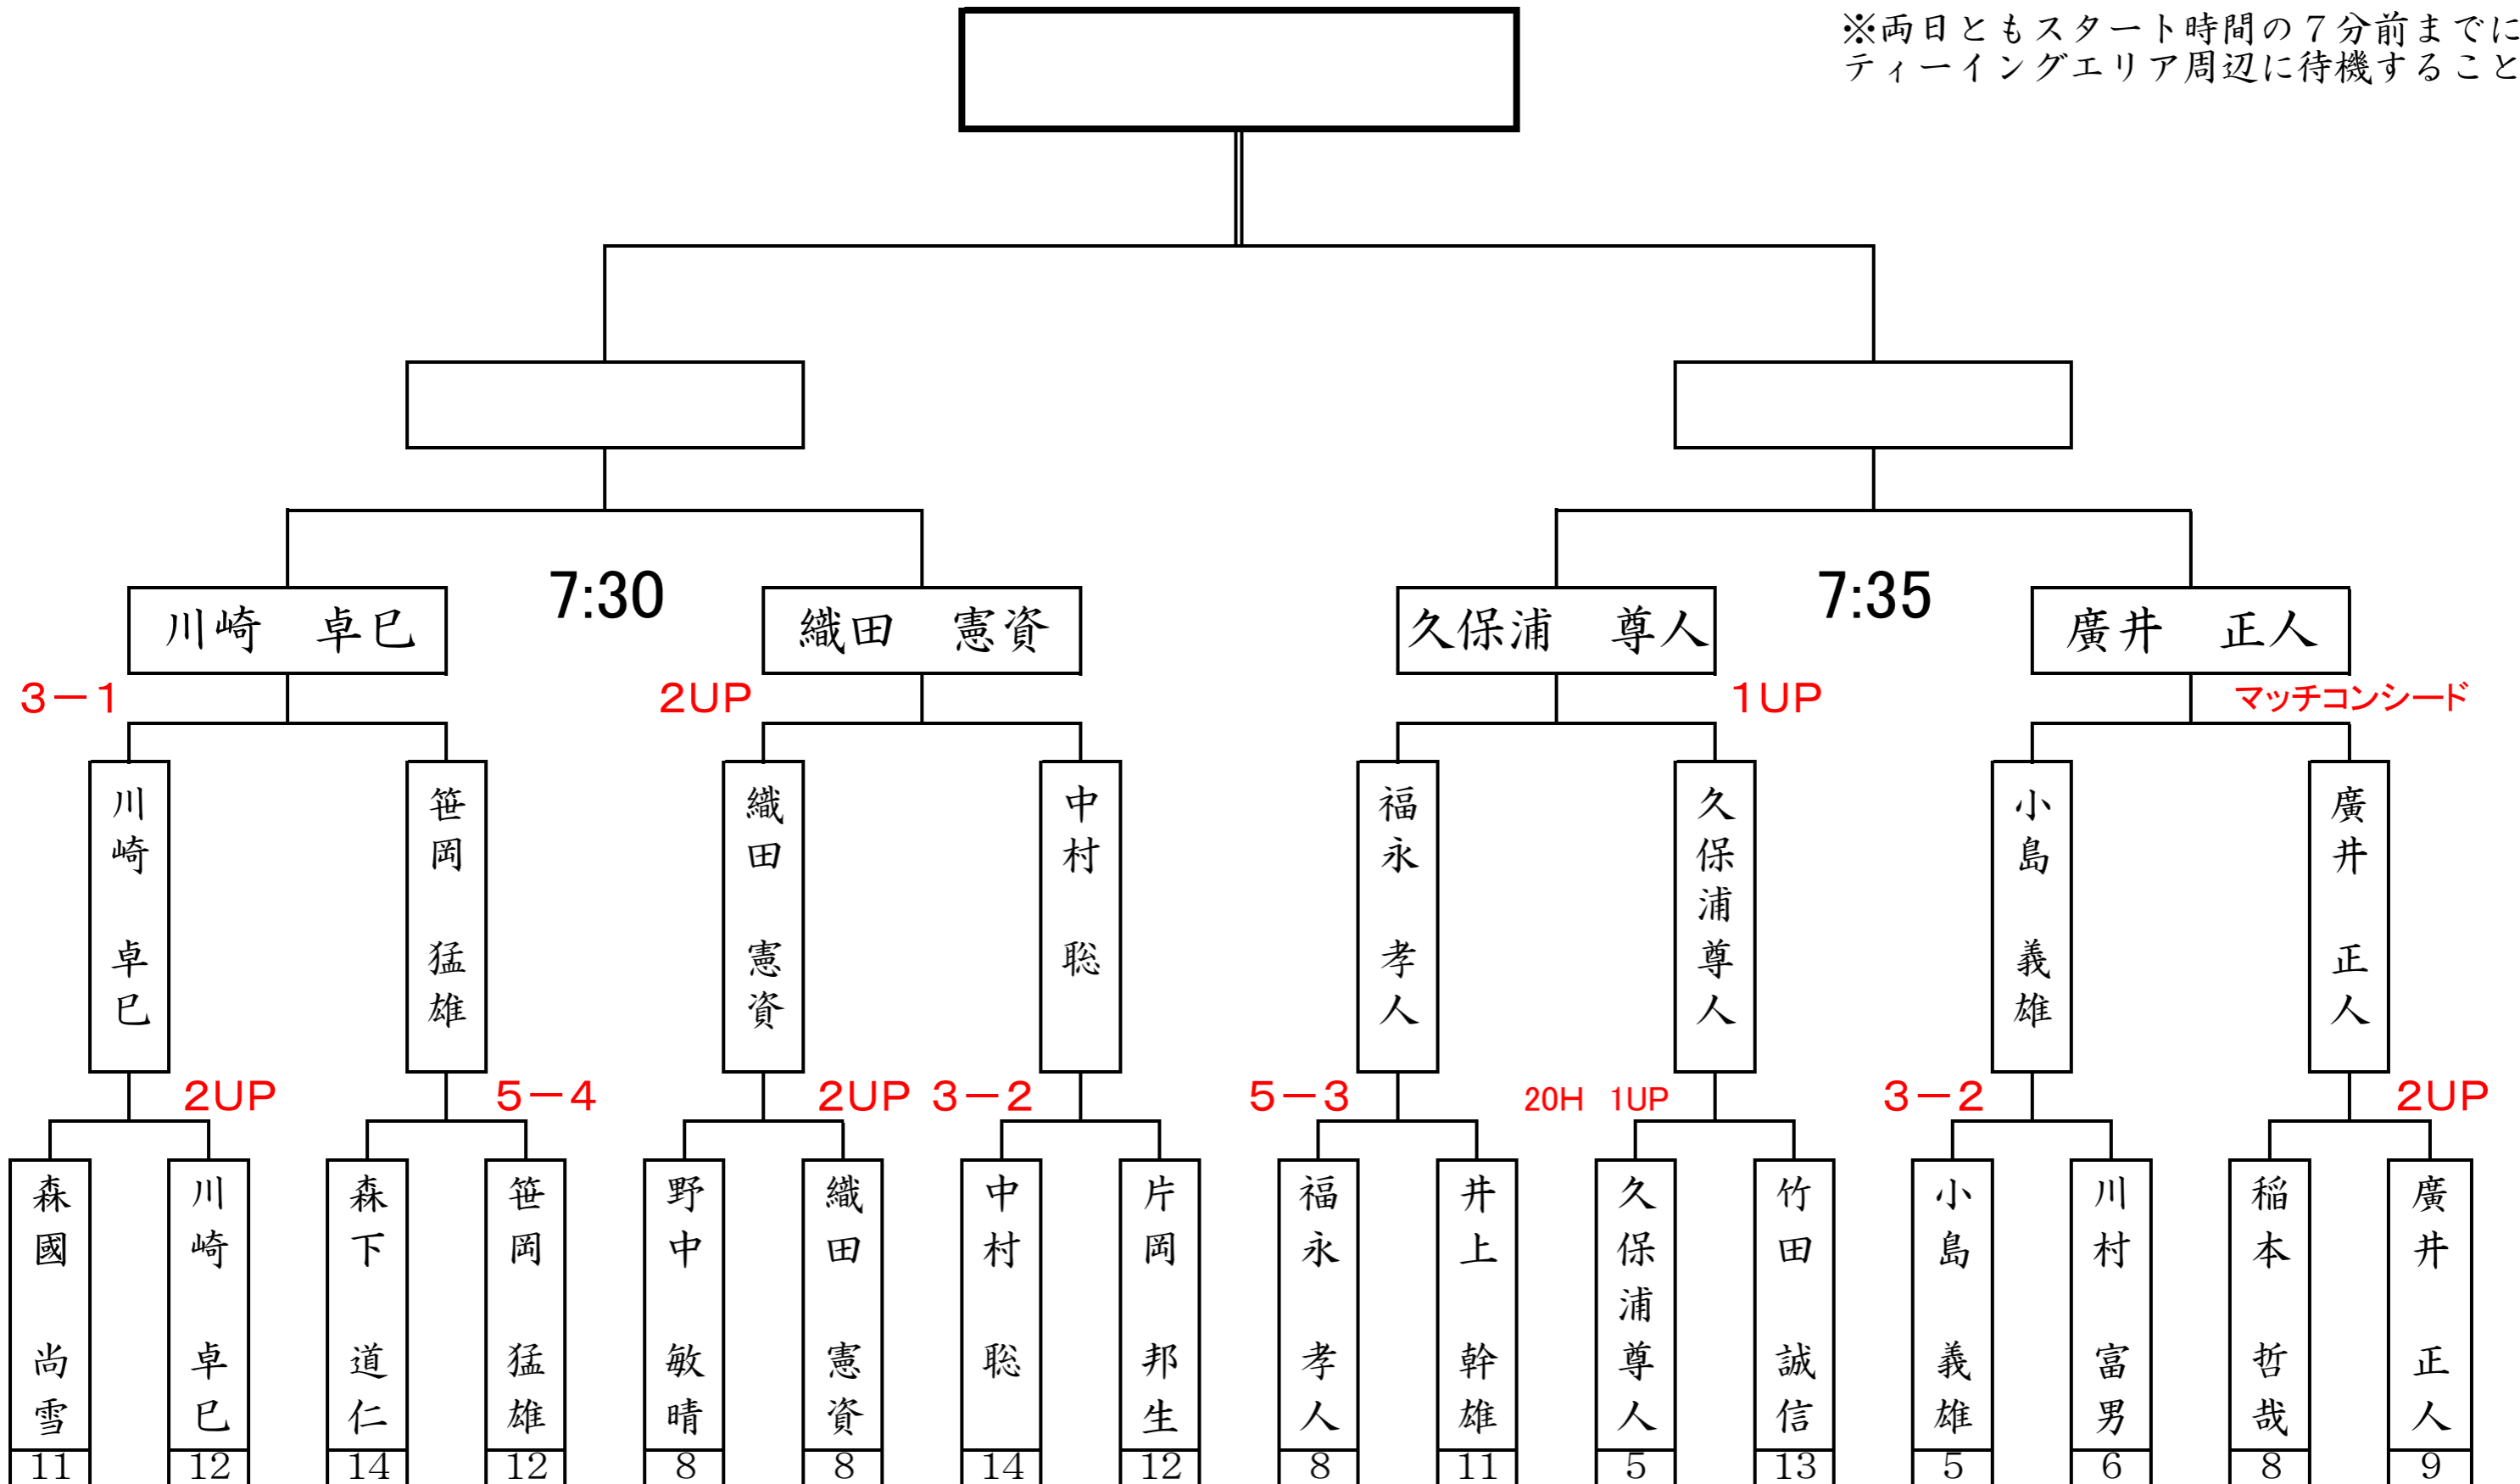 ※両日ともスタート時間の７分前までに
ティーイングエリア周辺に待機すること
7:30
7:35
川崎　卓巳
織田　憲資
久保浦　尊人
廣井　正人
3－1
2UP
1UP
マッチコンシード
川崎　卓巳
笹岡　猛雄
織田　憲資
中村　聡
福永　孝人
久保浦尊人
小島　義雄
廣井　正人
2UP
5－4
2UP
3－2
5－3
20H　1UP
3－2
2UP
森國　尚雪
川崎　卓巳
森下　道仁
笹岡　猛雄
野中　敏晴
織田　憲資
中村　聡
片岡　邦生
福永　孝人
井上　幹雄
久保浦尊人
竹田　誠信
小島　義雄
川村　富男
稲本　哲哉
廣井　正人
11
12
14
12
8
8
14
12
8
11
5
13
5
6
8
9